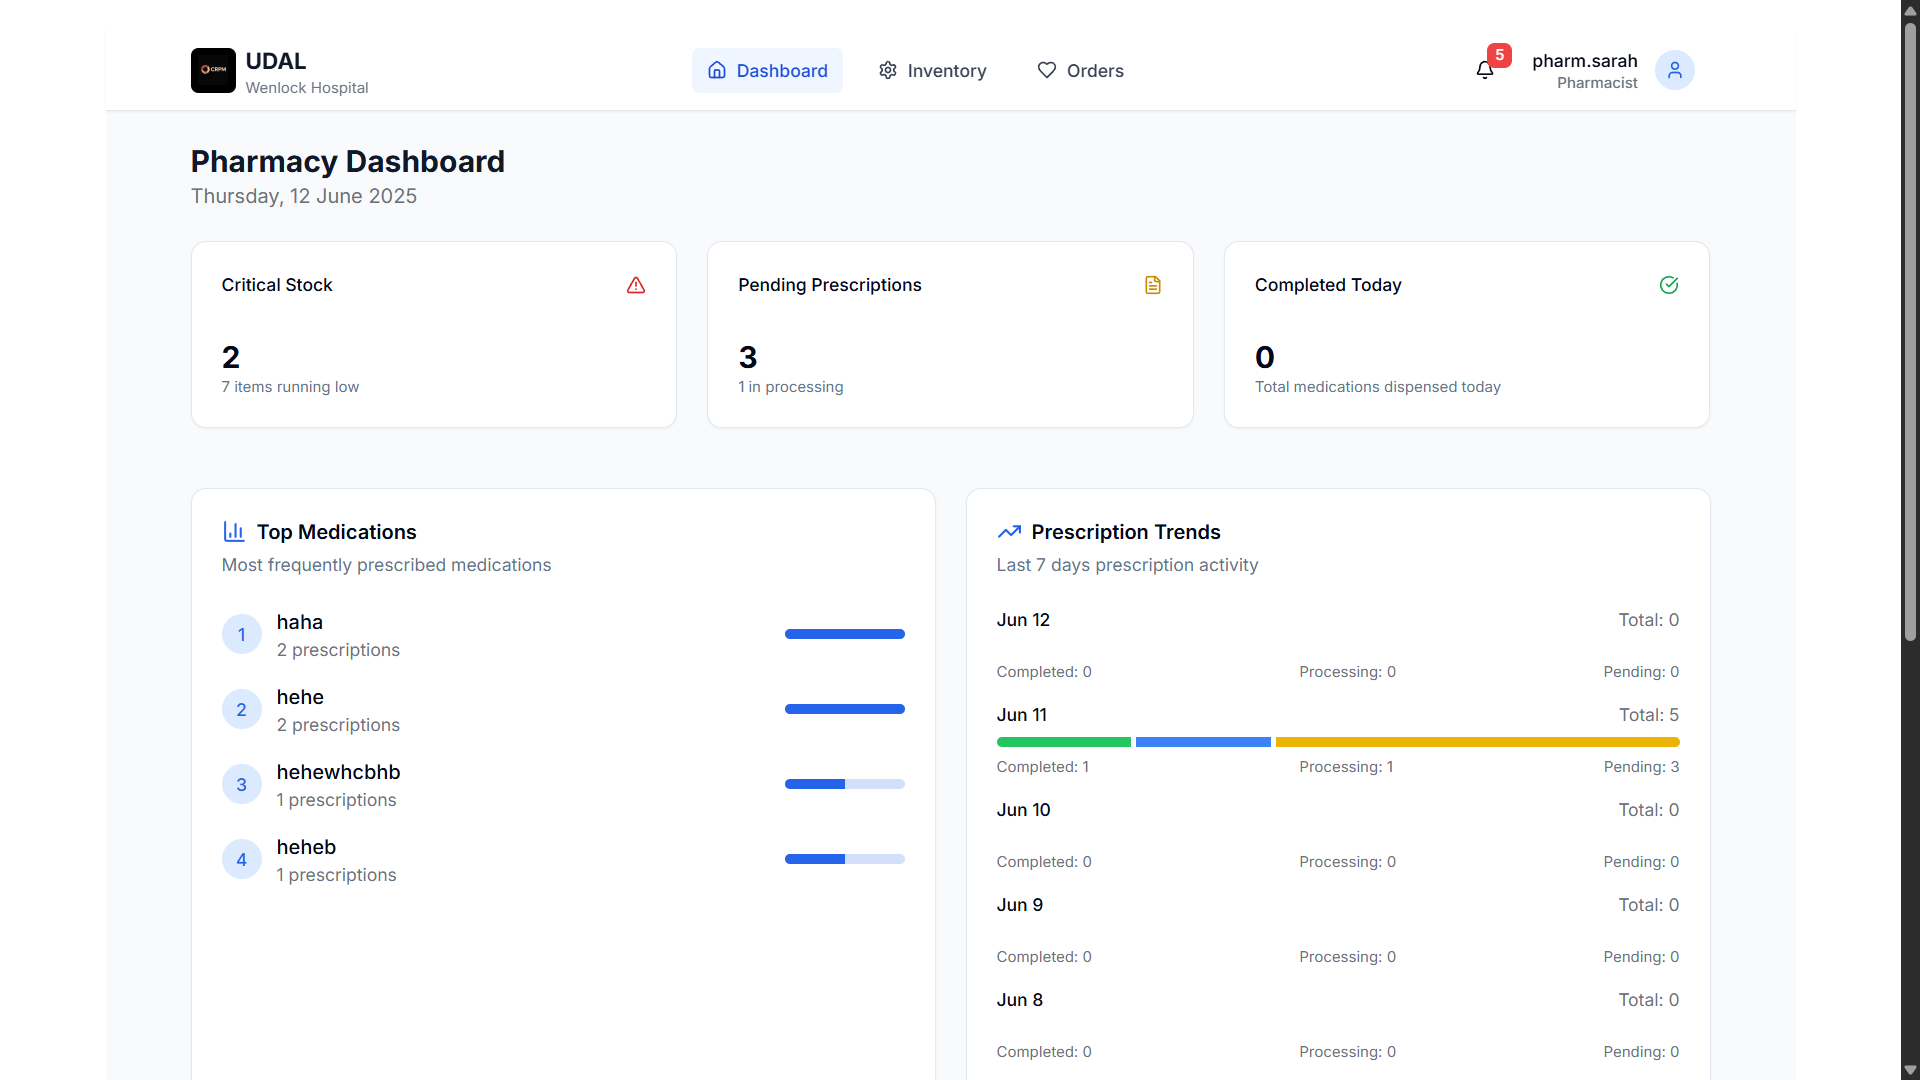 CRPM
UDAL
Wenlock Hospital
Dashboard
Inventory
Orders
5
pharm.sarah
Pharmacist
Pharmacy Dashboard
Thursday, 12 June 2025
Critical Stock
2
7 items running low
Pending Prescriptions
3
1 in processing
Completed Today
0
Total medications dispensed today
Top Medications
Most frequently prescribed medications
1
haha
2 prescriptions
2
hehe
2 prescriptions
3
hehewhcbhb
1 prescriptions
4
heheb
1 prescriptions
Prescription Trends
Last 7 days prescription activity
Jun 12 Total: 0
Completed: 0 Processing: 0 Pending: 0
Jun 11 Total: 5
Completed: 1 Processing: 1 Pending: 3
Jun 10 Total: 0
Completed: 0 Processing: 0 Pending: 0
Jun 9 Total: 0
Completed: 0 Processing: 0 Pending: 0
Jun 8 Total: 0
Completed: 0 Processing: 0 Pending: 0